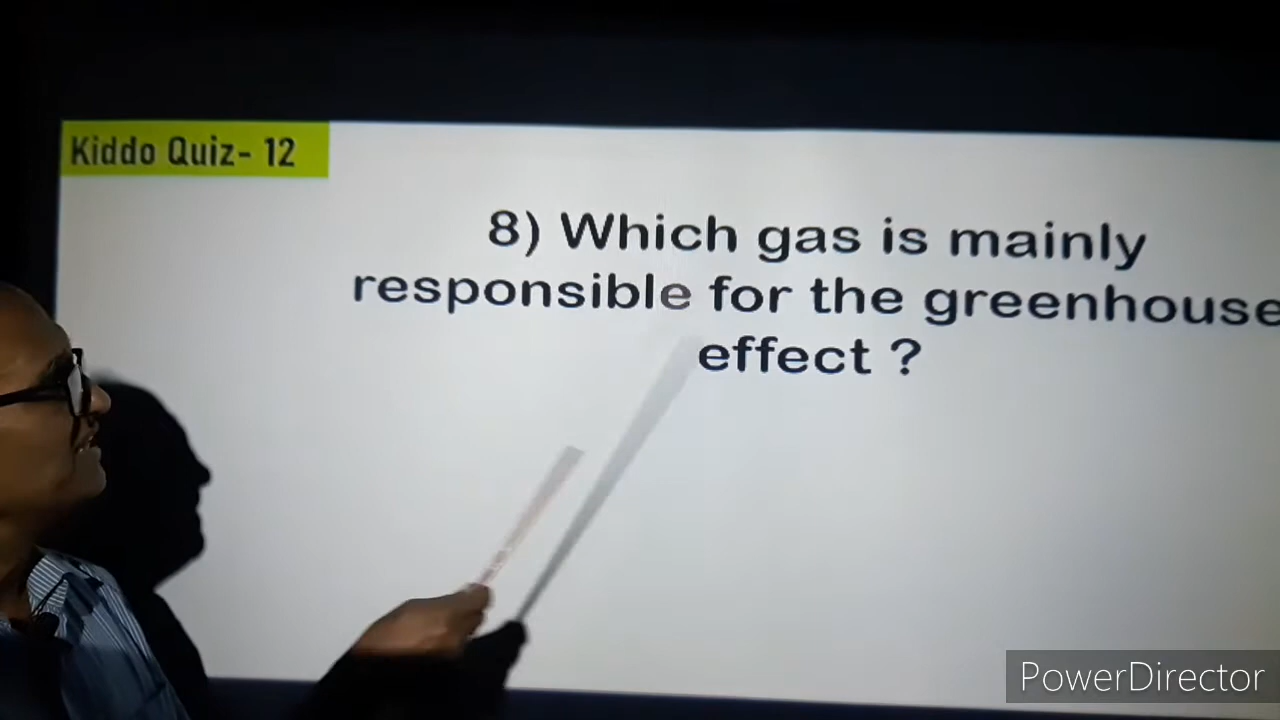 Kiddo Quiz- 12
8) Which gas is mainly
responsible for the greenhouse
effect ?
PowerDirector